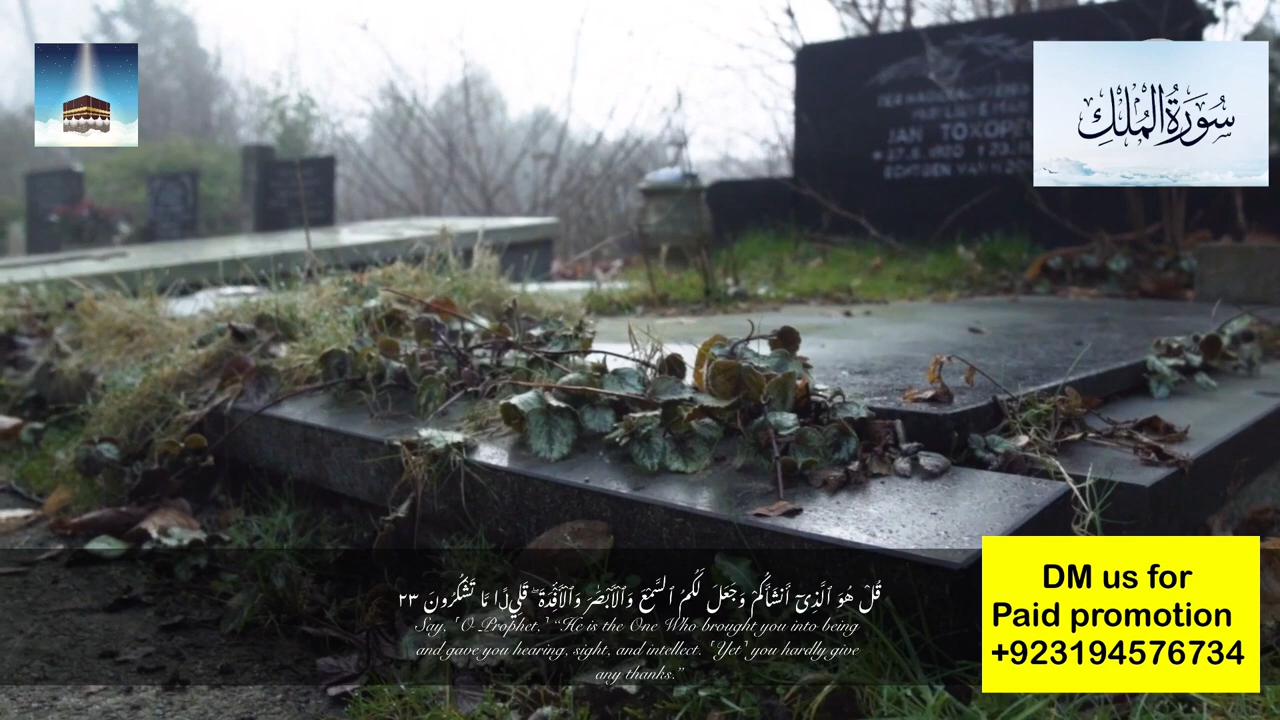 سُورَةُ المُلْكِ
JAN TOKOPE
قُلْ هُوَ ٱلَّذِىٓ أَنشَأَكُمْ وَجَعَلَ لَكُمُ ٱلسَّمْعَ وَٱلْأَبْصَـٰرَ وَٱلْأَفْـِٔدَةَ ۖ قَلِيلًا مَّا تَشْكُرُونَ ٢٣
Say, ˹O Prophet,˺ “He is the One Who brought you into being
and gave you hearing, sight, and intellect. ˹Yet˺ you hardly give
any thanks.”
DM us for
Paid promotion
+923194576734